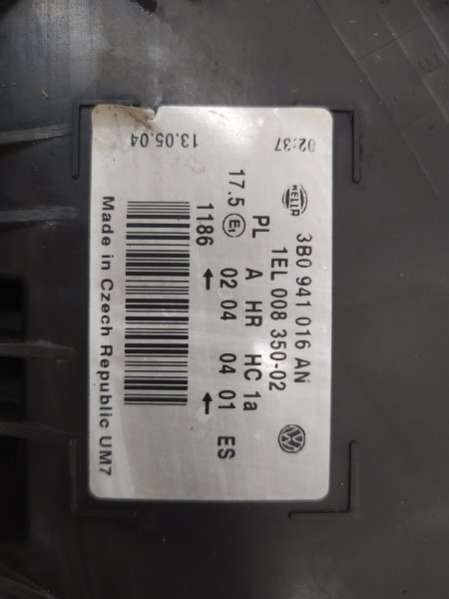 HELLA 3B0 941 016 AN
1EL 008 350-02
PL A HR HC 1a
17.5 E1 02 04 04 01 ES
1186 ← ←
Made in Czech Republic UM7
02:37
13.05.04